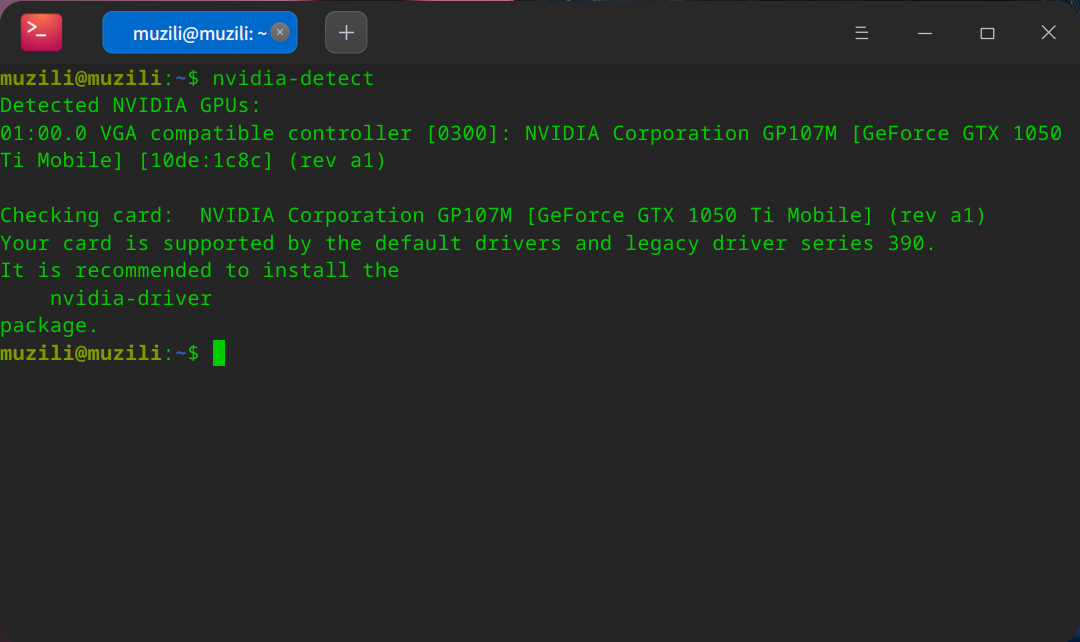 muzili@muzili: ~
muzili@muzili:~$ nvidia-detect
Detected NVIDIA GPUs:
01:00.0 VGA compatible controller [0300]: NVIDIA Corporation GP107M [GeForce GTX 1050
Ti Mobile] [10de:1c8c] (rev a1)
Checking card:  NVIDIA Corporation GP107M [GeForce GTX 1050 Ti Mobile] (rev a1)
Your card is supported by the default drivers and legacy driver series 390.
It is recommended to install the
    nvidia-driver
package.
muzili@muzili:~$